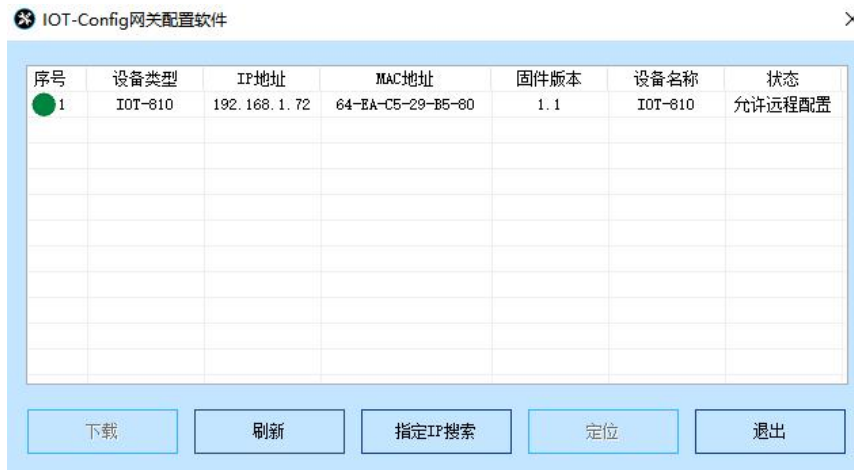 IOT-Config网关配置软件
序号 设备类型 IP地址 MAC地址 固件版本 设备名称 状态
1 IOT-810 192.168.1.72 64-EA-C5-29-B5-80 1.1 IOT-810 允许远程配置
下载 刷新 指定IP搜索 定位 退出